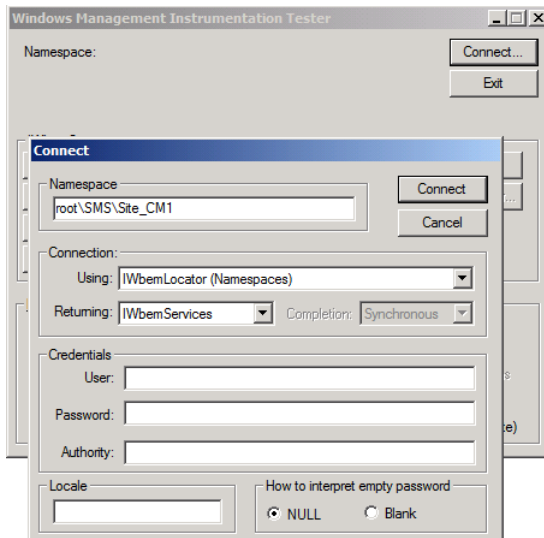 Windows Management Instrumentation Tester
Namespace:
Connect...
Exit
Connect
Namespace
Connect
root\SMS\Site_CM1
Cancel
Connection:
Using: IWbemLocator (Namespaces)
Returning: IWbemServices Completion: Synchronous
Credentials
User:
Password:
Authority:
Locale
How to interpret empty password
NULL Blank